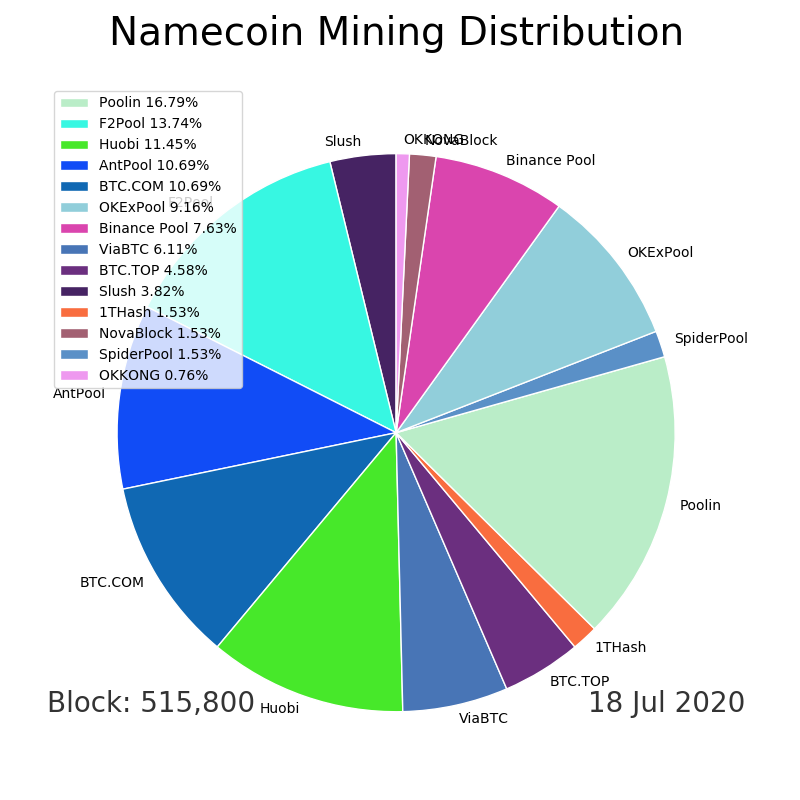 Namecoin Mining Distribution
Poolin 16.79%
F2Pool 13.74%
Huobi 11.45%
AntPool 10.69%
BTC.COM 10.69%
OKExPool 9.16%
Binance Pool 7.63%
ViaBTC 6.11%
BTC.TOP 4.58%
Slush 3.82%
1THash 1.53%
NovaBlock 1.53%
SpiderPool 1.53%
OKKONG 0.76%
Slush
OKKONG
NovaBlock
Binance Pool
F2Pool
OKExPool
SpiderPool
AntPool
Poolin
BTC.COM
1THash
BTC.TOP
Huobi
ViaBTC
Block: 515,800
18 Jul 2020